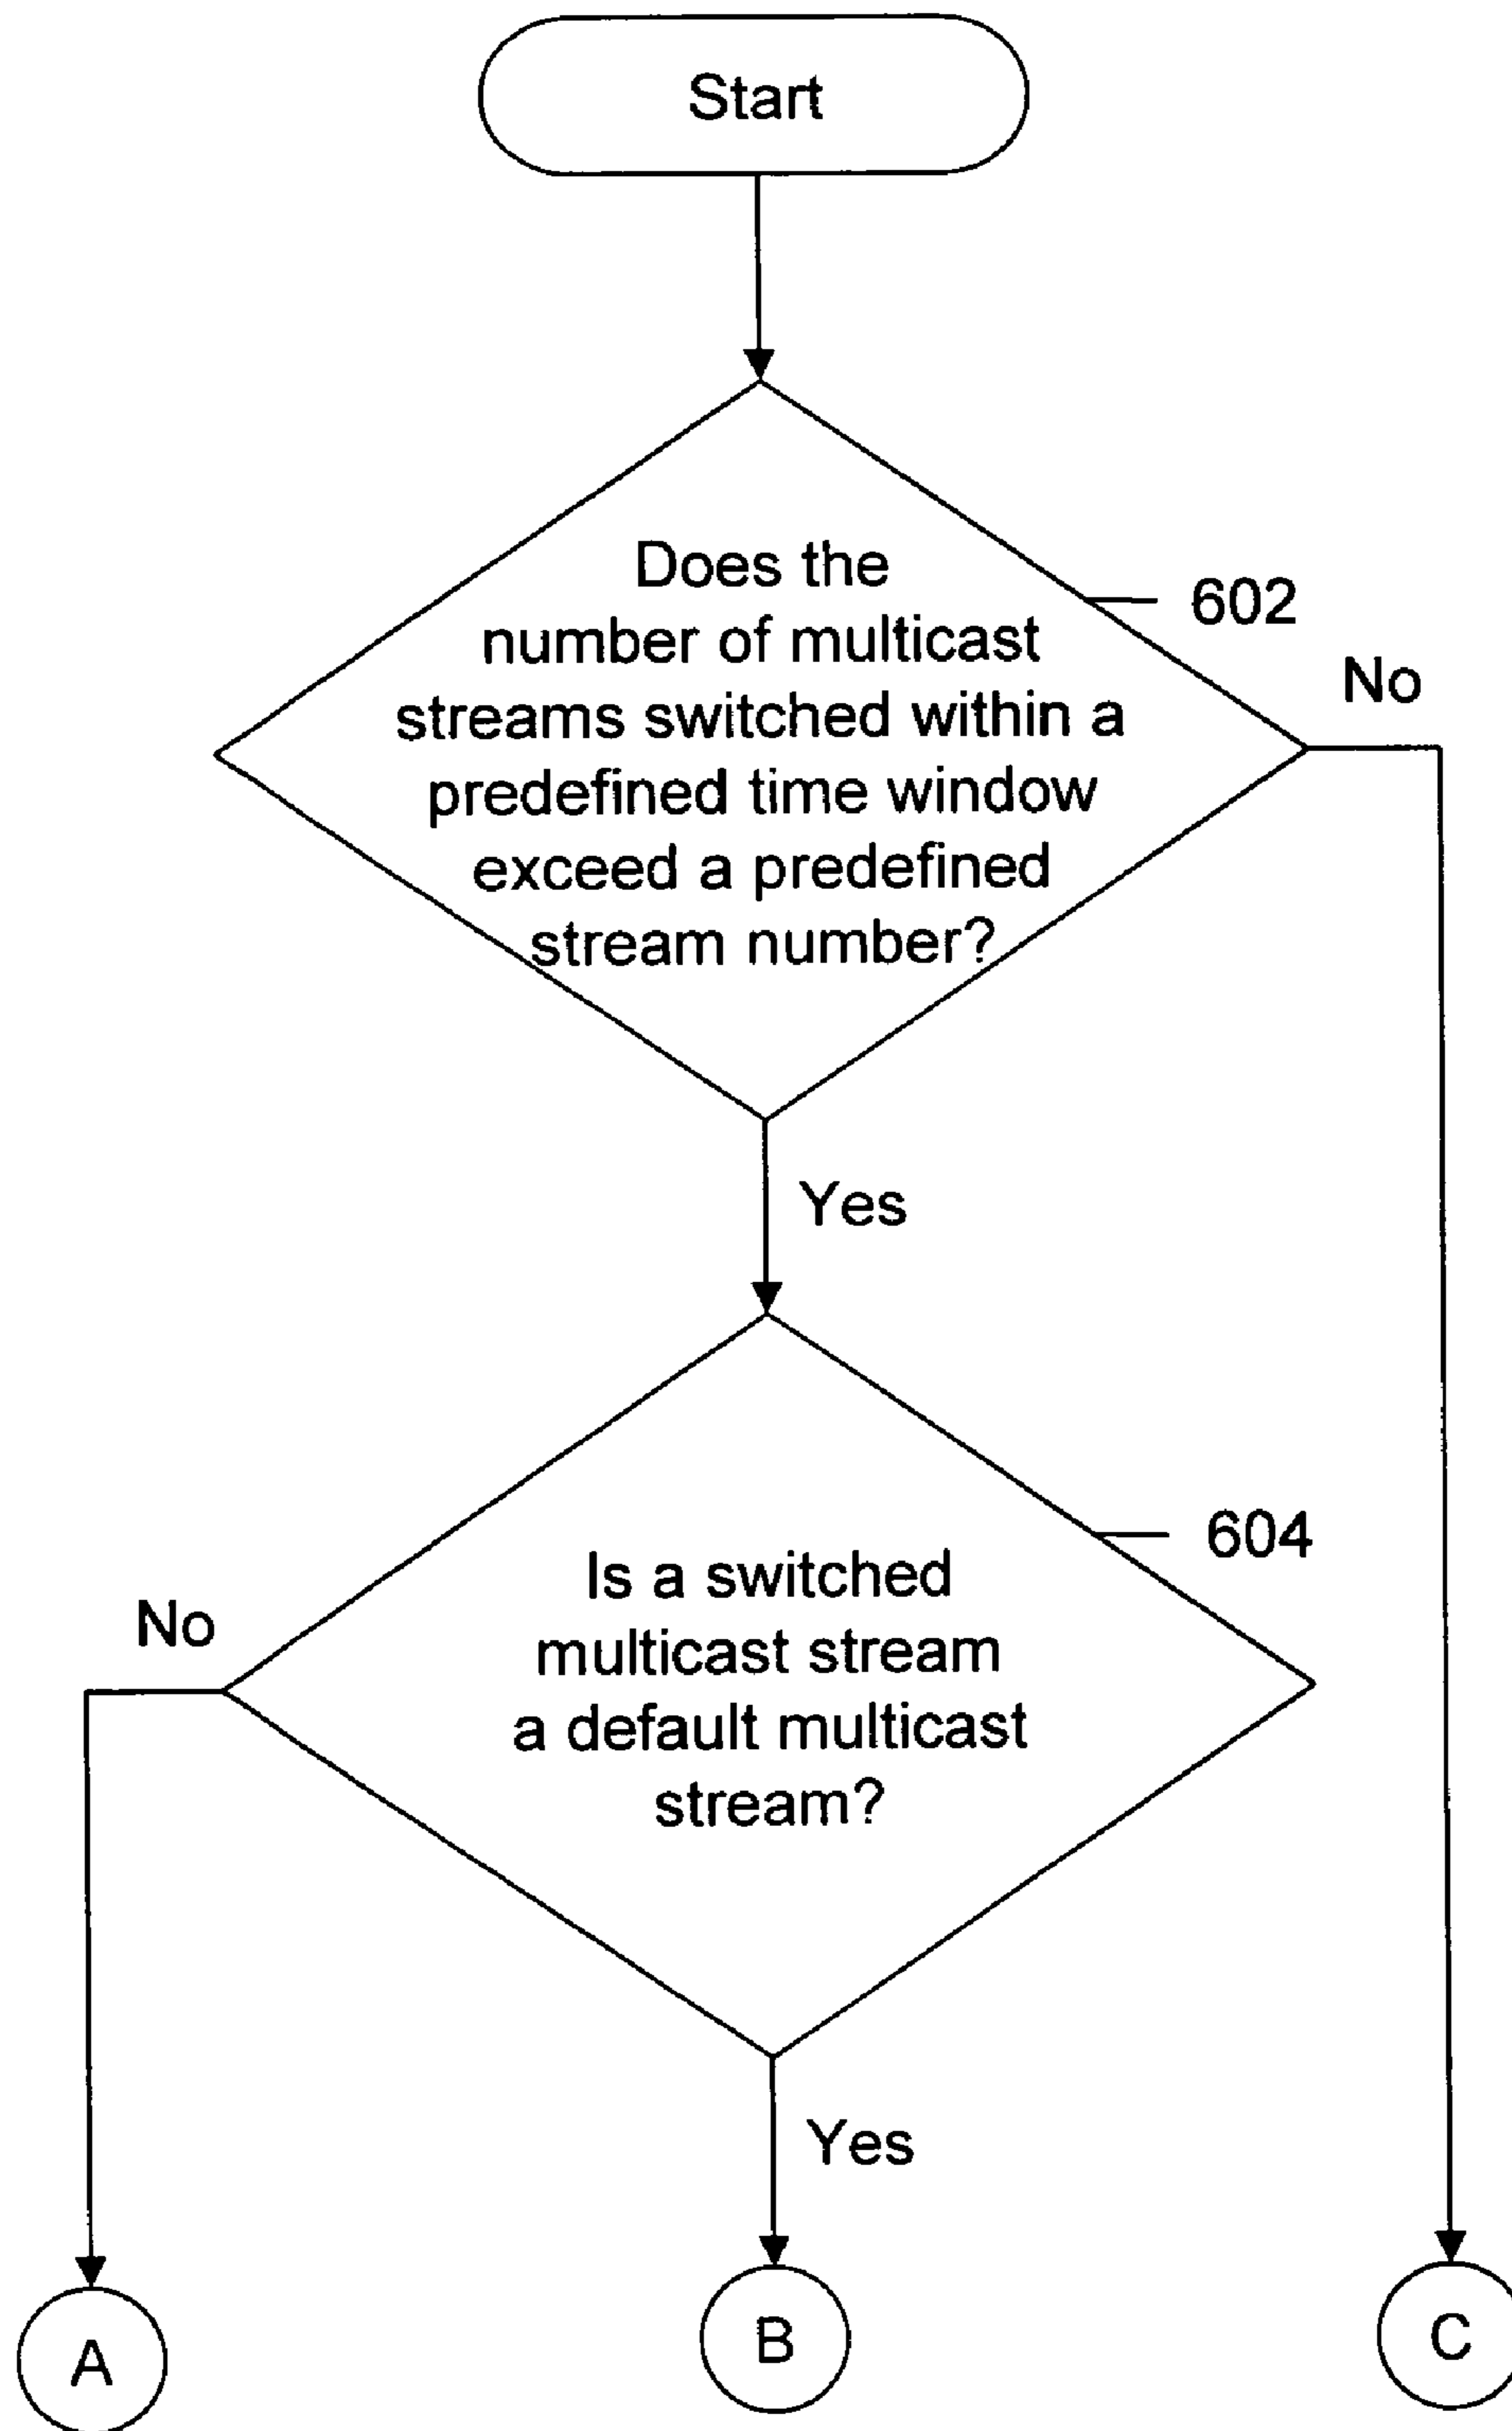 Start
Does the
number of multicast
streams switched within a
predefined time window
exceed a predefined
stream number?
602
No
Yes
604
Is a switched
multicast stream
a default multicast
stream?
No
Yes
A
B
C